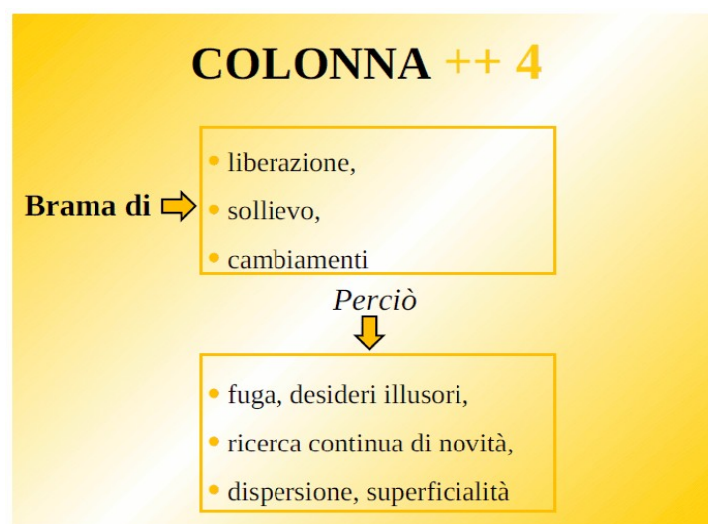 COLONNA ++ 4
• liberazione,
Brama di
• sollievo,
• cambiamenti
Perciò
• fuga, desideri illusori,
• ricerca continua di novità,
• dispersione, superficialità